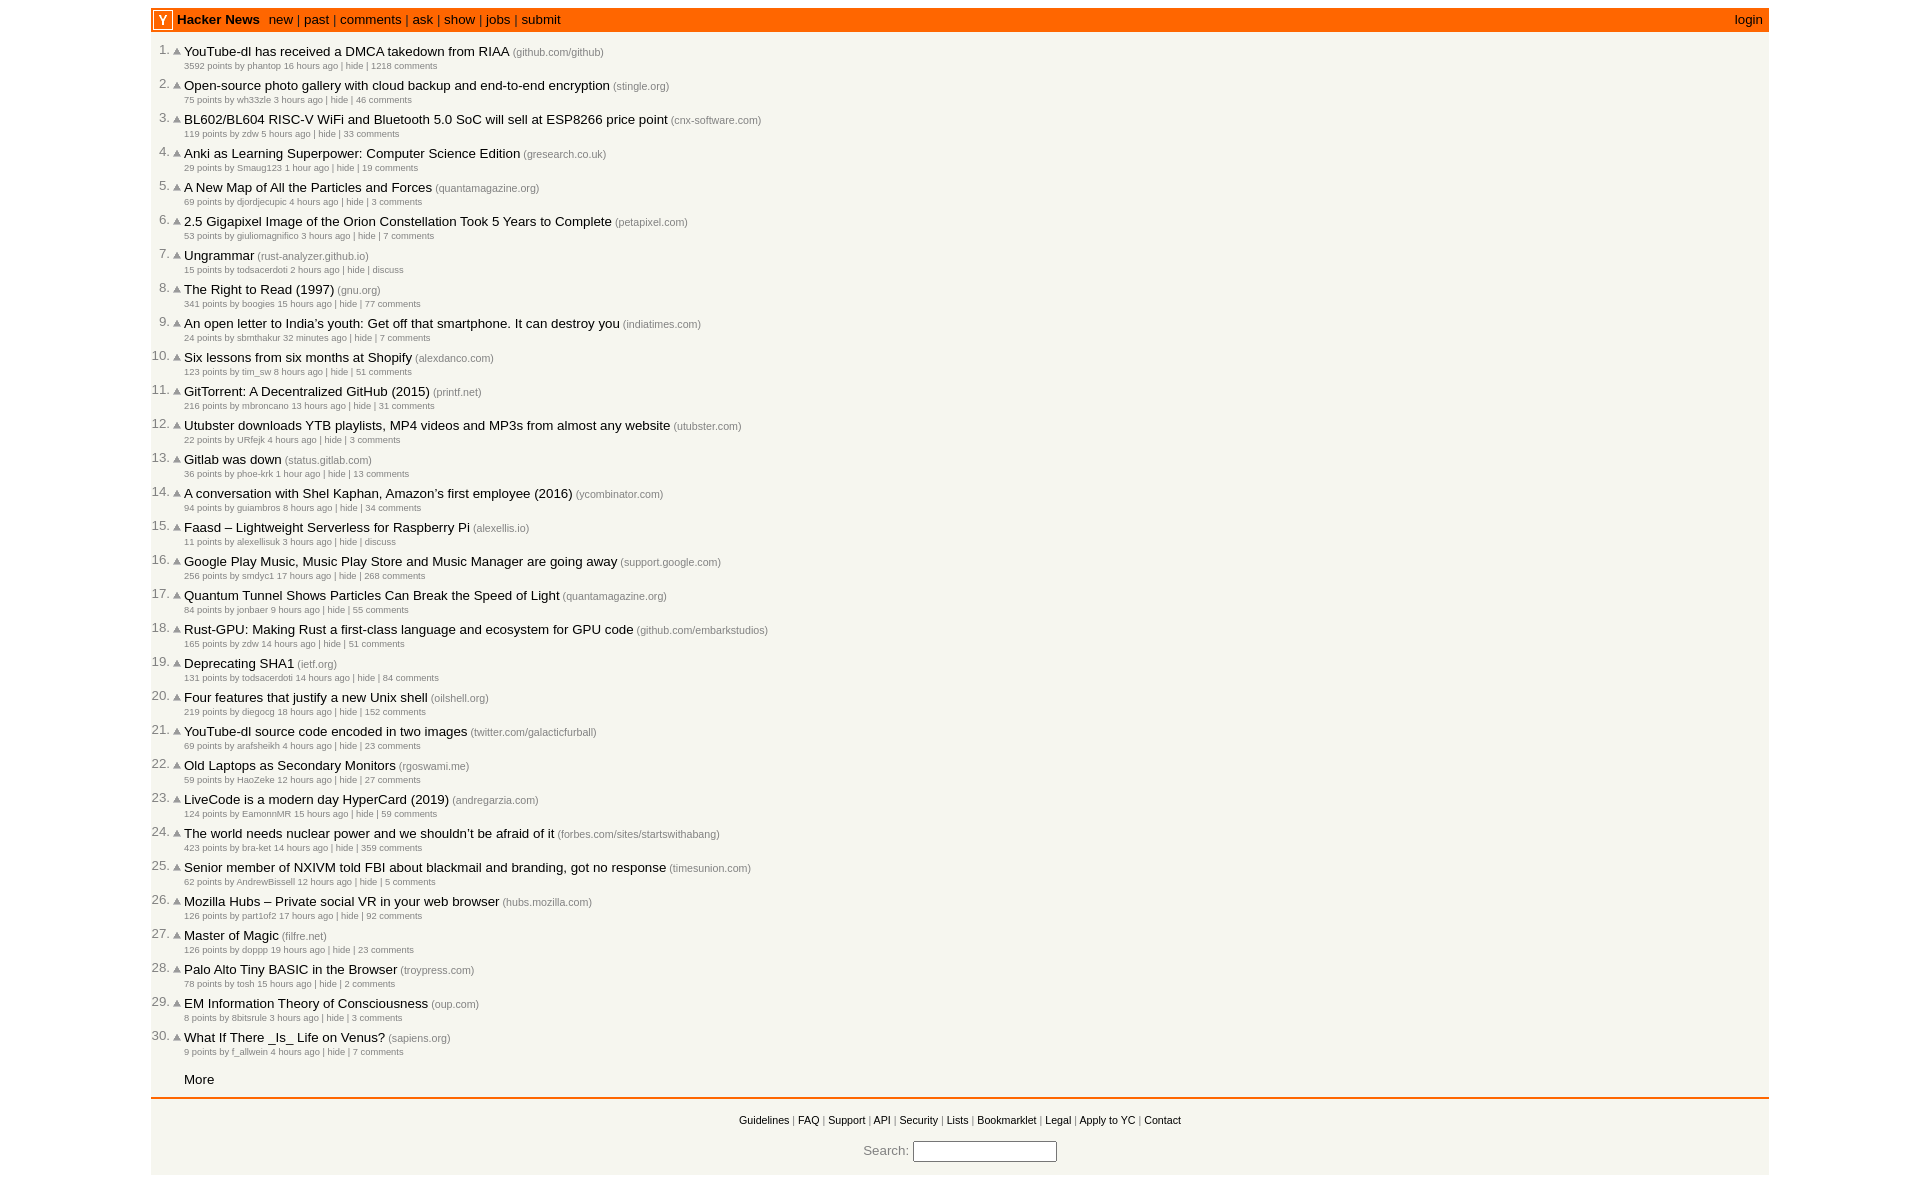 Y Hacker News new | past | comments | ask | show | jobs | submit login
1. YouTube-dl has received a DMCA takedown from RIAA (github.com/github)
3592 points by phantop 16 hours ago | hide | 1218 comments
2. Open-source photo gallery with cloud backup and end-to-end encryption (stingle.org)
75 points by wh33zle 3 hours ago | hide | 46 comments
3. BL602/BL604 RISC-V WiFi and Bluetooth 5.0 SoC will sell at ESP8266 price point (cnx-software.com)
119 points by zdw 5 hours ago | hide | 33 comments
4. Anki as Learning Superpower: Computer Science Edition (gresearch.co.uk)
29 points by Smaug123 1 hour ago | hide | 19 comments
5. A New Map of All the Particles and Forces (quantamagazine.org)
69 points by djordjecupic 4 hours ago | hide | 3 comments
6. 2.5 Gigapixel Image of the Orion Constellation Took 5 Years to Complete (petapixel.com)
53 points by giuliomagnifico 3 hours ago | hide | 7 comments
7. Ungrammar (rust-analyzer.github.io)
15 points by todsacerdoti 2 hours ago | hide | discuss
8. The Right to Read (1997) (gnu.org)
341 points by boogies 15 hours ago | hide | 77 comments
9. An open letter to India’s youth: Get off that smartphone. It can destroy you (indiatimes.com)
24 points by sbmthakur 32 minutes ago | hide | 7 comments
10. Six lessons from six months at Shopify (alexdanco.com)
123 points by tim_sw 8 hours ago | hide | 51 comments
11. GitTorrent: A Decentralized GitHub (2015) (printf.net)
216 points by mbroncano 13 hours ago | hide | 31 comments
12. Utubster downloads YTB playlists, MP4 videos and MP3s from almost any website (utubster.com)
22 points by URfejk 4 hours ago | hide | 3 comments
13. Gitlab was down (status.gitlab.com)
36 points by phoe-krk 1 hour ago | hide | 13 comments
14. A conversation with Shel Kaphan, Amazon’s first employee (2016) (ycombinator.com)
94 points by guiambros 8 hours ago | hide | 34 comments
15. Faasd – Lightweight Serverless for Raspberry Pi (alexellis.io)
11 points by alexellisuk 3 hours ago | hide | discuss
16. Google Play Music, Music Play Store and Music Manager are going away (support.google.com)
256 points by smdyc1 17 hours ago | hide | 268 comments
17. Quantum Tunnel Shows Particles Can Break the Speed of Light (quantamagazine.org)
84 points by jonbaer 9 hours ago | hide | 55 comments
18. Rust-GPU: Making Rust a first-class language and ecosystem for GPU code (github.com/embarkstudios)
165 points by zdw 14 hours ago | hide | 51 comments
19. Deprecating SHA1 (ietf.org)
131 points by todsacerdoti 14 hours ago | hide | 84 comments
20. Four features that justify a new Unix shell (oilshell.org)
219 points by diegocg 18 hours ago | hide | 152 comments
21. YouTube-dl source code encoded in two images (twitter.com/galacticfurball)
69 points by arafsheikh 4 hours ago | hide | 23 comments
22. Old Laptops as Secondary Monitors (rgoswami.me)
59 points by HaoZeke 12 hours ago | hide | 27 comments
23. LiveCode is a modern day HyperCard (2019) (andregarzia.com)
124 points by EamonnMR 15 hours ago | hide | 59 comments
24. The world needs nuclear power and we shouldn’t be afraid of it (forbes.com/sites/startswithabang)
423 points by bra-ket 14 hours ago | hide | 359 comments
25. Senior member of NXIVM told FBI about blackmail and branding, got no response (timesunion.com)
62 points by AndrewBissell 12 hours ago | hide | 5 comments
26. Mozilla Hubs – Private social VR in your web browser (hubs.mozilla.com)
126 points by part1of2 17 hours ago | hide | 92 comments
27. Master of Magic (filfre.net)
126 points by doppp 19 hours ago | hide | 23 comments
28. Palo Alto Tiny BASIC in the Browser (troypress.com)
78 points by tosh 15 hours ago | hide | 2 comments
29. EM Information Theory of Consciousness (oup.com)
8 points by 8bitsrule 3 hours ago | hide | 3 comments
30. What If There _Is_ Life on Venus? (sapiens.org)
9 points by f_allwein 4 hours ago | hide | 7 comments
More
Guidelines | FAQ | Support | API | Security | Lists | Bookmarklet | Legal | Apply to YC | Contact
Search: